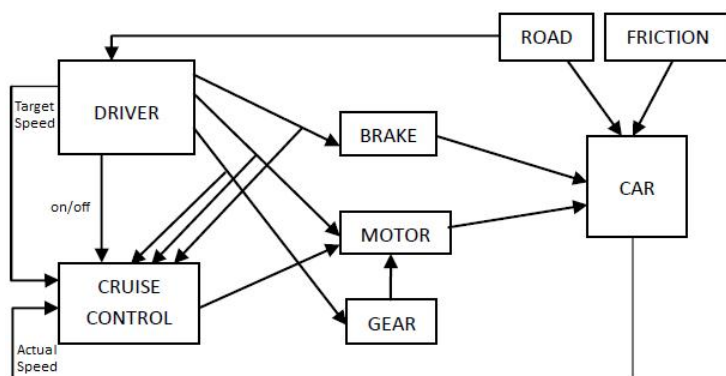 ROAD
FRICTION
Target
Speed
DRIVER
BRAKE
CAR
on/off
MOTOR
CRUISE
CONTROL
GEAR
Actual
Speed